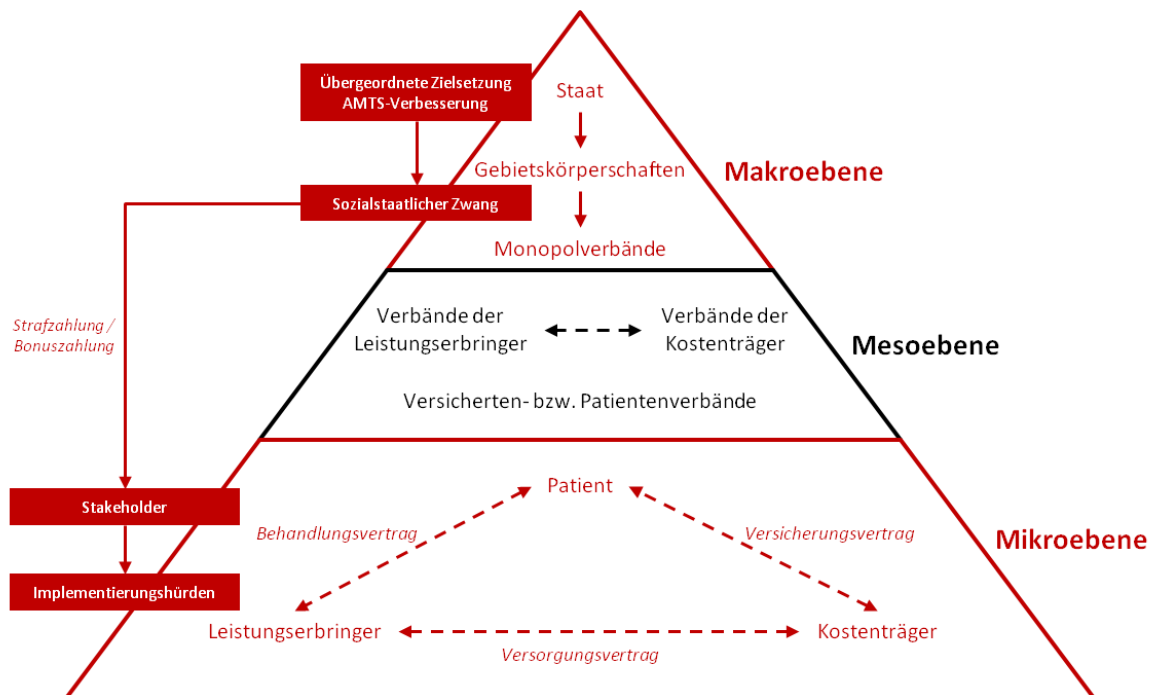 Übergeordnete Zielsetzung
AMTS-Verbesserung
Staat
Gebietskörperschaften
Makroebene
Sozialstaatlicher Zwang
Monopolverbände
Strafzahlung /
Bonuszahlung
Verbände der
Leistungserbringer
Verbände der
Kostenträger
Mesoebene
Versicherten- bzw. Patientenverbände
Stakeholder
Patient
Behandlungsvertrag
Versicherungsvertrag
Mikroebene
Implementierungshürden
Leistungserbringer
Kostenträger
Versorgungsvertrag